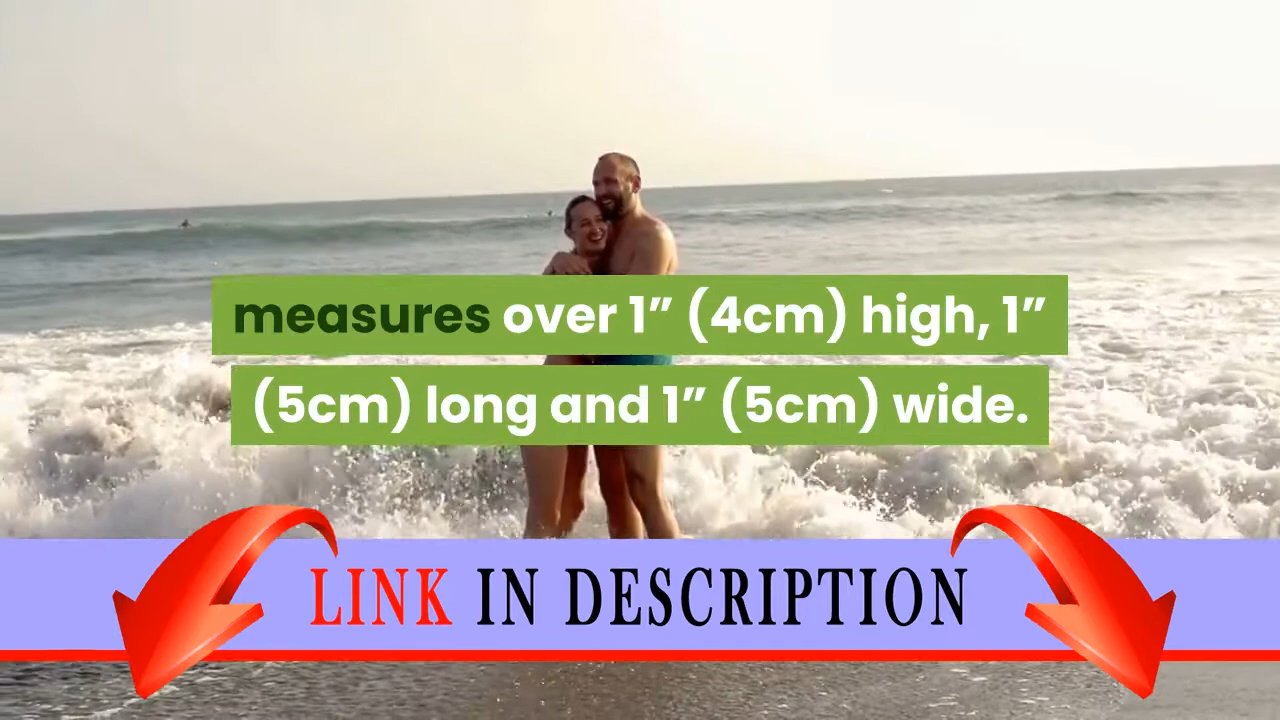 measures over 1” (4cm) high, 1”
(5cm) long and 1” (5cm) wide.
LINK IN DESCRIPTION